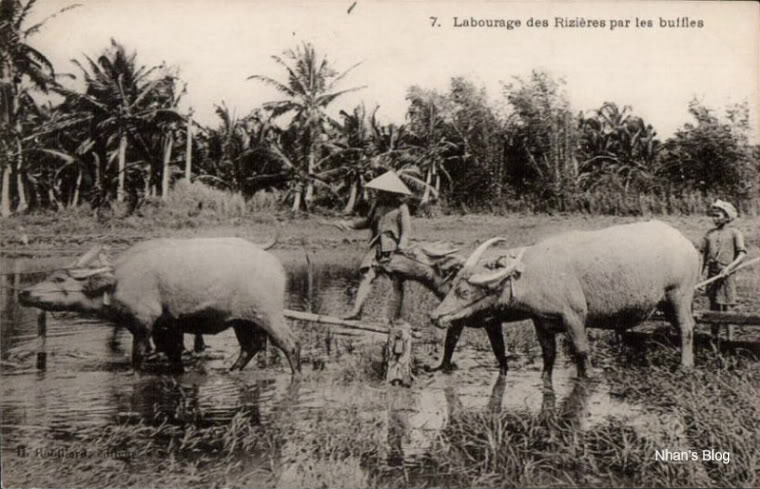 7. Labourage des Rizières par les buffles
Nhan's Blog